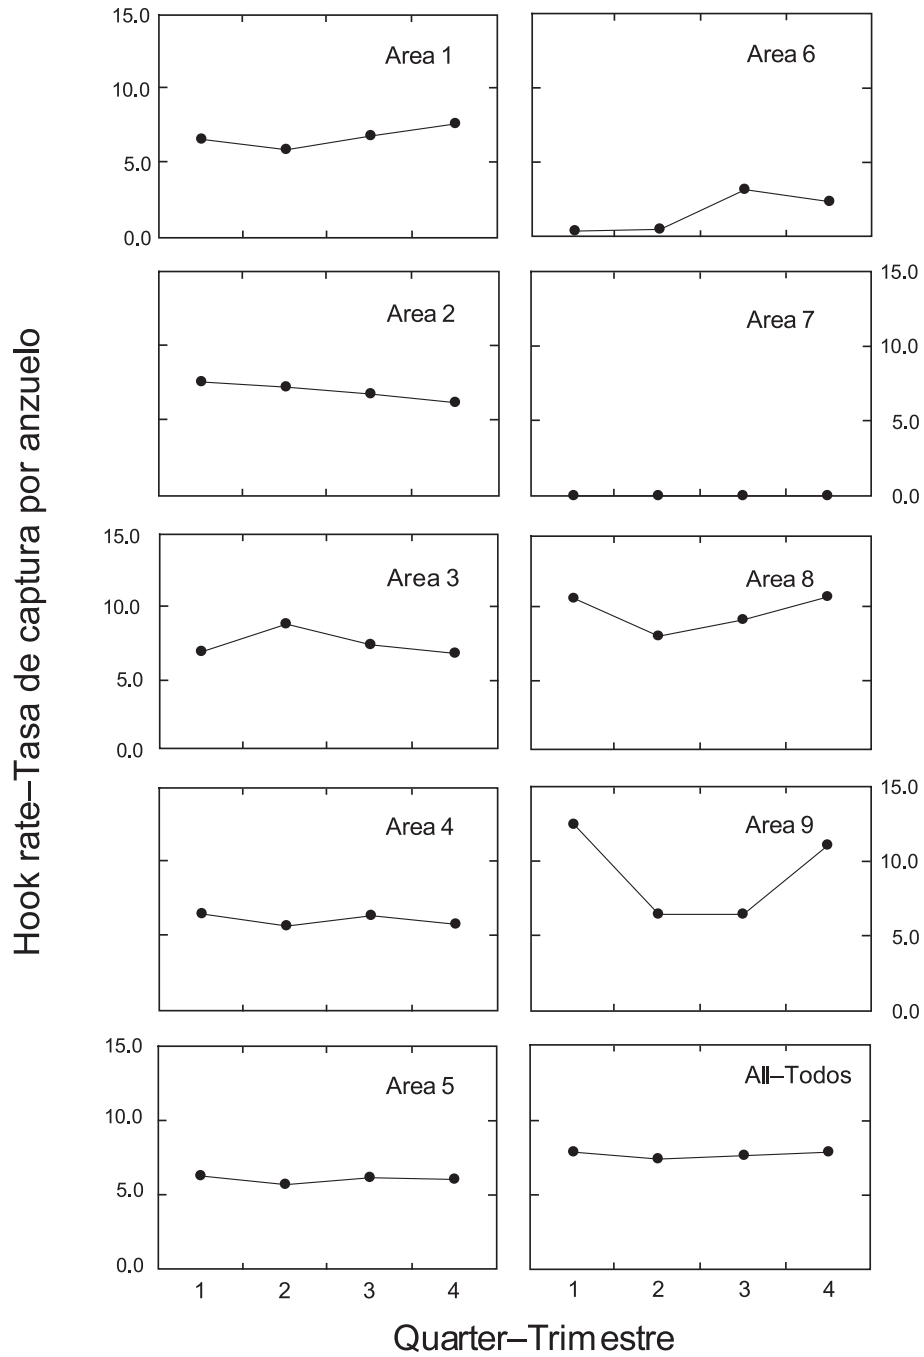 Hook rate–Tasa de captura por anzuelo
15.0
10.0
5.0
0.0
Area 1
Area 6
Area 2
Area 7
15.0
10.0
5.0
0.0
15.0
10.0
5.0
0.0
Area 3
Area 8
Area 4
Area 9
15.0
10.0
5.0
0.0
15.0
10.0
5.0
0.0
Area 5
All–Todos
1 2 3 4
1 2 3 4
Quarter–Trimestre